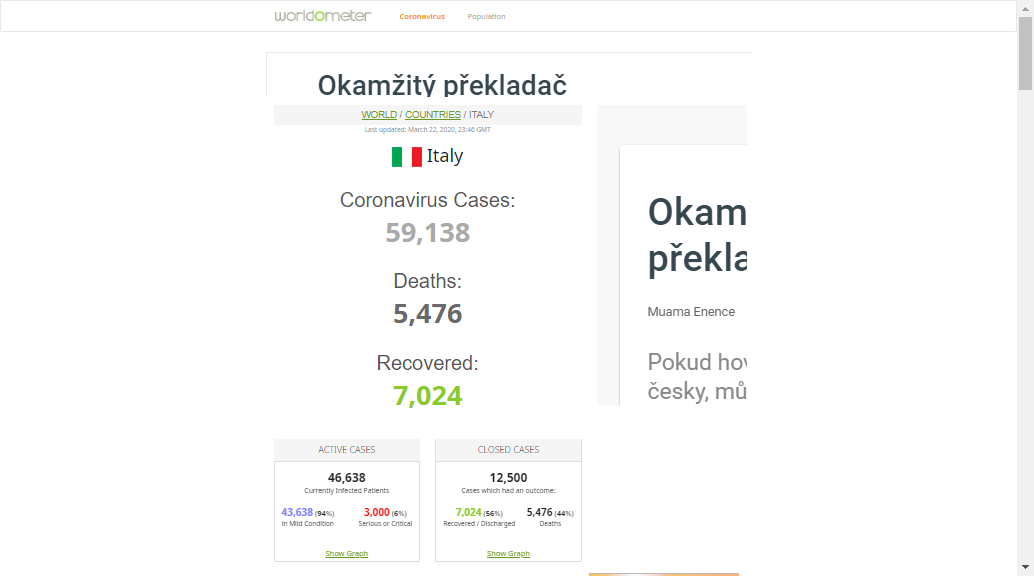 worldometer Coronavirus Population
Okamžitý překladač
WORLD / COUNTRIES / ITALY
Last updated: March 22, 2020, 23:46 GMT
Italy
Coronavirus Cases:
59,138
Deaths:
5,476
Recovered:
7,024
Okam
překla
Muama Enence
Pokud hov
česky, mů
ACTIVE CASES
46,638
Currently Infected Patients
43,638 (94%) 3,000 (6%)
in Mild Condition Serious or Critical
Show Graph
CLOSED CASES
12,500
Cases which had an outcome:
7,024 (56%) 5,476 (44%)
Recovered / Discharged Deaths
Show Graph